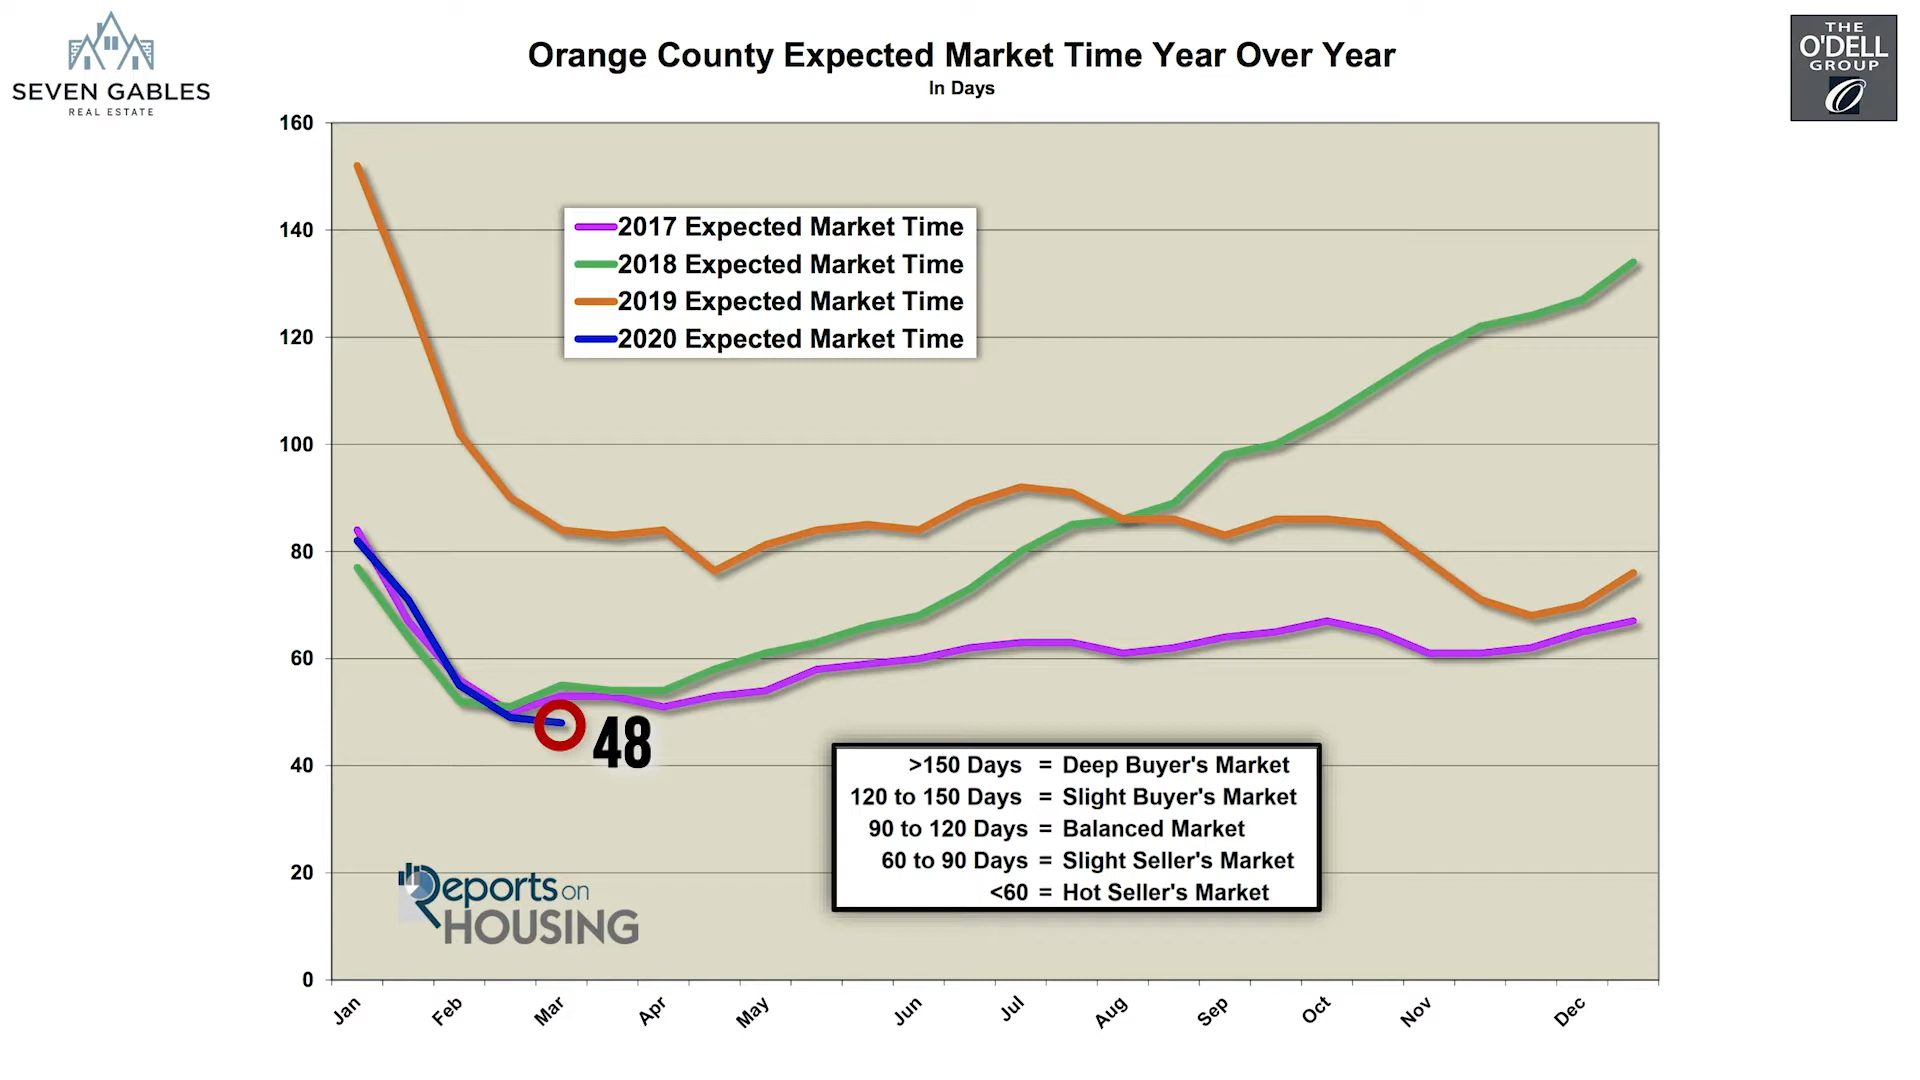 SEVEN GABLES
REAL ESTATE
Orange County Expected Market Time Year Over Year
In Days
THE
O'DELL
GROUP
160
140
120
100
80
60
40
20
0
2017 Expected Market Time
2018 Expected Market Time
2019 Expected Market Time
2020 Expected Market Time
48
>150 Days = Deep Buyer's Market
120 to 150 Days = Slight Buyer's Market
90 to 120 Days = Balanced Market
60 to 90 Days = Slight Seller's Market
<60 = Hot Seller's Market
Reports on
HOUSING
Jan Feb Mar Apr May Jun Jul Aug Sep Oct Nov Dec